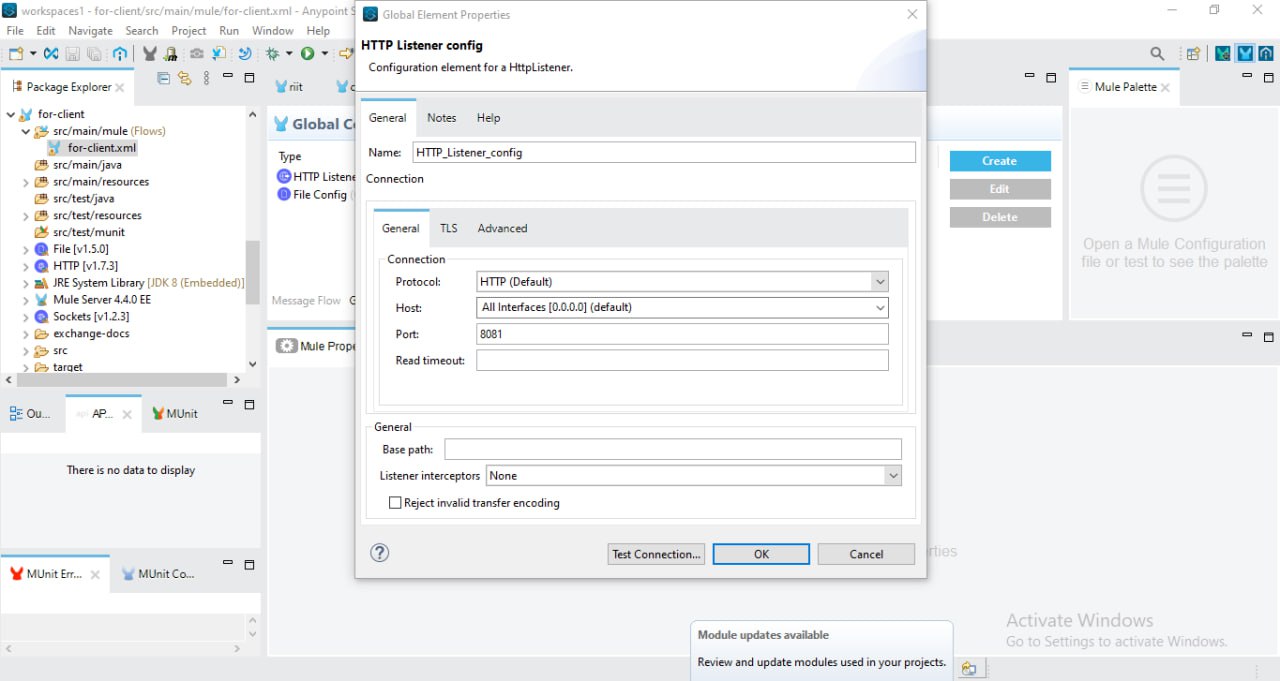 workspaces1 - for-client/src/main/mule/for-client.xml - Anypoint S
File Edit Navigate Search Project Run Window Help
Package Explorer
for-client
src/main/mule (Flows)
for-client.xml
src/main/java
src/main/resources
src/test/java
src/test/resources
src/test/munit
File [v1.5.0]
HTTP [v1.7.3]
JRE System Library [JDK 8 (Embedded)]
Mule Server 4.4.0 EE
Sockets [v1.2.3]
exchange-docs
src
target
Ou...
AP...
MUnit
There is no data to display
MUnit Err...
MUnit Co...
riit
Global Co
Type
HTTP Listene
File Config
Message Flow G
Mule Prope
Global Element Properties
HTTP Listener config
Configuration element for a HttpListener.
General Notes Help
Name: HTTP_Listener_config
Connection
General TLS Advanced
Connection
Protocol: HTTP (Default)
Host: All Interfaces [0.0.0.0] (default)
Port: 8081
Read timeout:
General
Base path:
Listener interceptors None
Reject invalid transfer encoding
? Test Connection... OK Cancel
Create
Edit
Delete
Mule Palette
Open a Mule Configuration
file or test to see the palette
rties
Activate Windows
Go to Settings to activate Windows.
Module updates available
Review and update modules used in your projects.